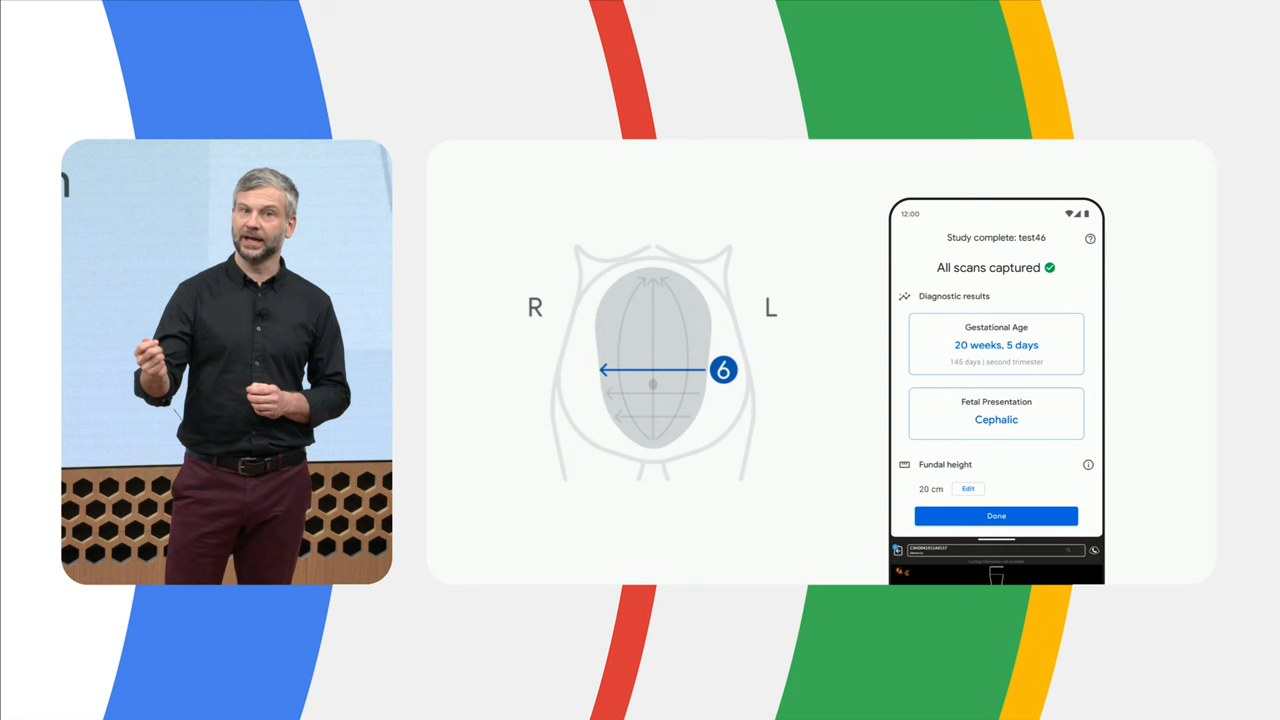 n
R
L
6
12:00
Study complete: test46
All scans captured
Diagnostic results
Gestational Age
20 weeks, 5 days
145 days | second trimester
Fetal Presentation
Cephalic
Fundal height
20 cm
Edit
Done